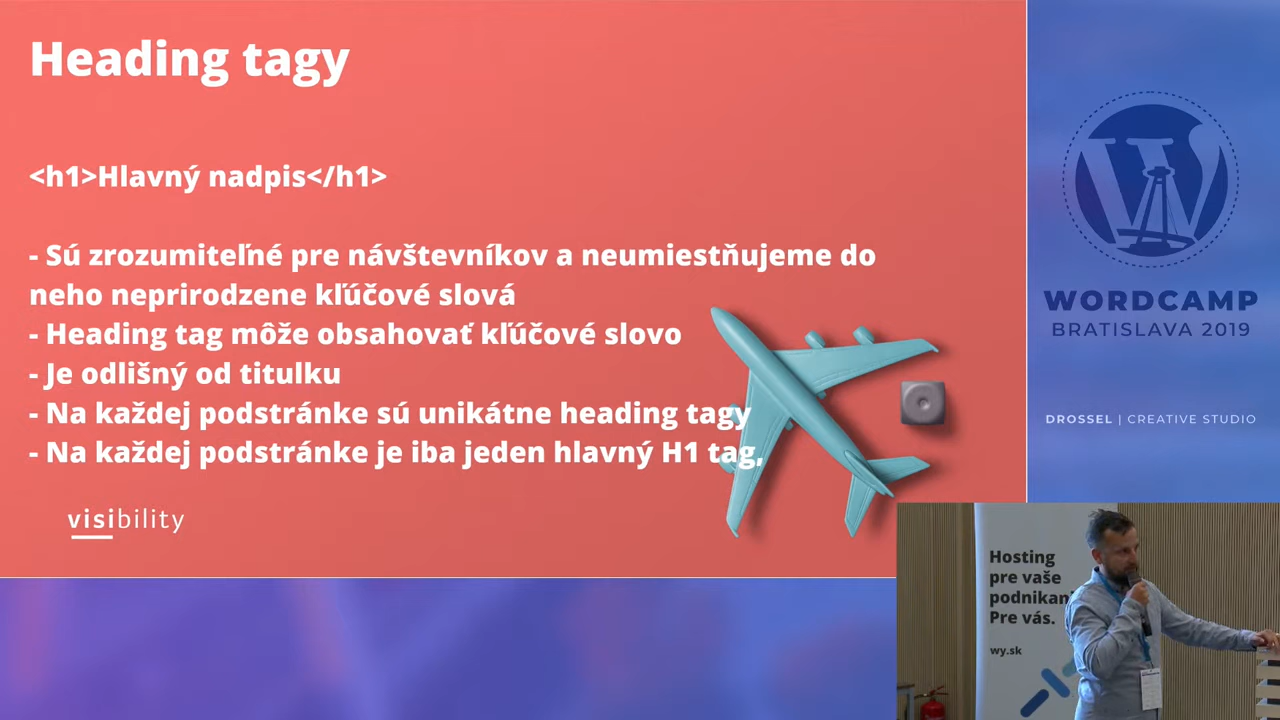 Heading tagy
<h1>Hlavný nadpis</h1>
- Sú zrozumiteľné pre návštevníkov a neumiestňujeme do
neho neprirodzene kľúčové slová
- Heading tag môže obsahovať kľúčové slovo
- Je odlišný od titulku
- Na každej podstránke sú unikátne heading tagy
- Na každej podstránke je iba jeden hlavný H1 tag,
visibility
WORDCAMP
BRATISLAVA 2019
DROSSEL | CREATIVE STUDIO
Hosting
pre vaše
podnikani
Pre vás.
wy.sk